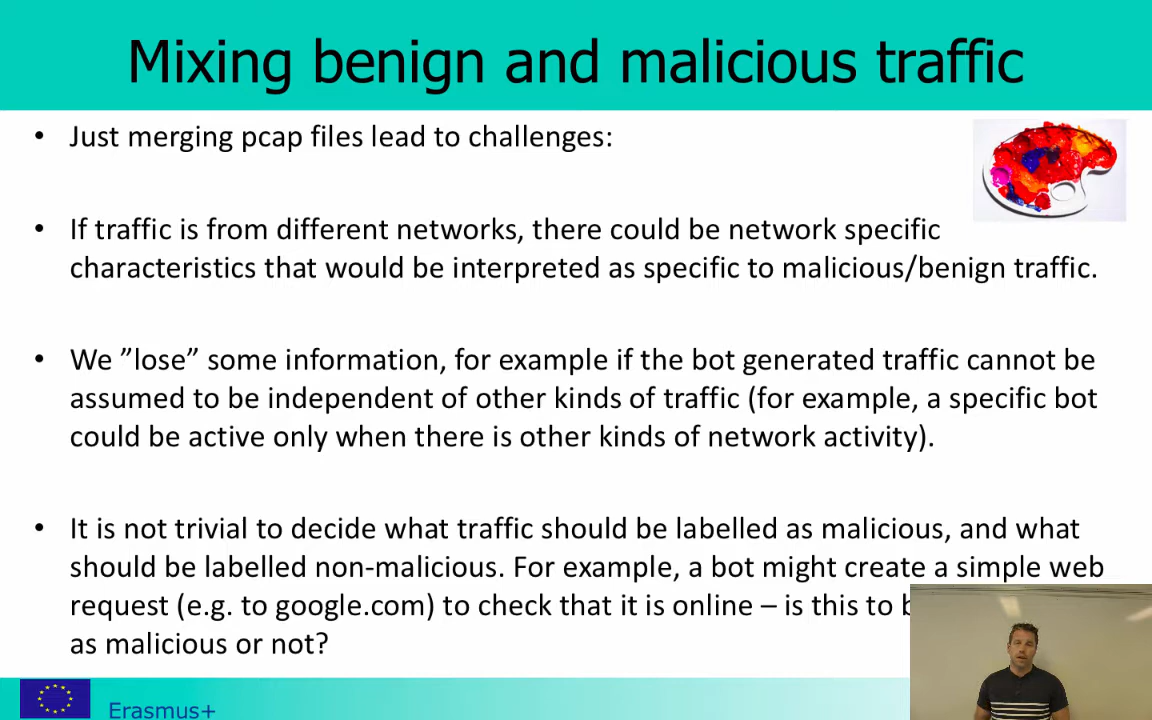 Mixing benign and malicious traffic
• Just merging pcap files lead to challenges:
• If traffic is from different networks, there could be network specific
characteristics that would be interpreted as specific to malicious/benign traffic.
• We ”lose” some information, for example if the bot generated traffic cannot be
assumed to be independent of other kinds of traffic (for example, a specific bot
could be active only when there is other kinds of network activity).
• It is not trivial to decide what traffic should be labelled as malicious, and what
should be labelled non-malicious. For example, a bot might create a simple web
request (e.g. to google.com) to check that it is online – is this to
as malicious or not?
Erasmus+